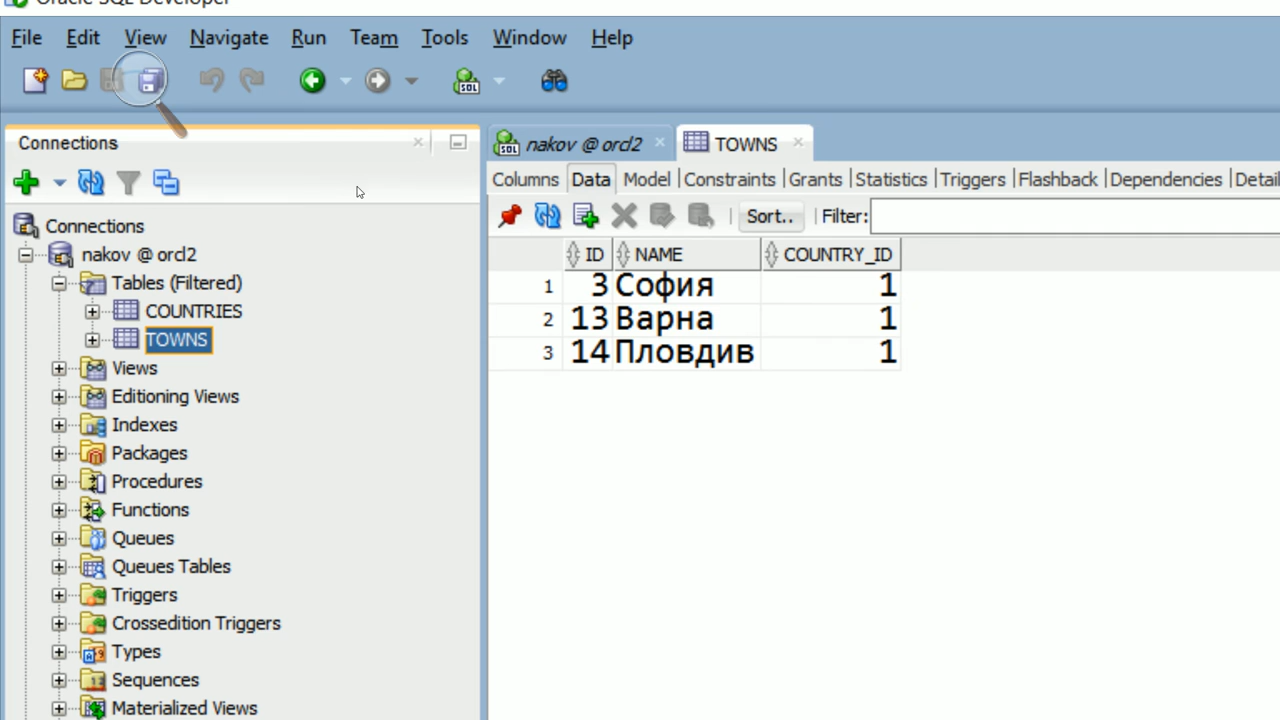 Oracle SQL Developer
File Edit View Navigate Run Team Tools Window Help
Connections
nakov @ orcl2
TOWNS
Columns Data Model Constraints Grants Statistics Triggers Flashback Dependencies Detail
Sort.. Filter:
Connections
nakov @ orcl2
Tables (Filtered)
COUNTRIES
TOWNS
Views
Editioning Views
Indexes
Packages
Procedures
Functions
Queues
Queues Tables
Triggers
Crossedition Triggers
Types
Sequences
Materialized Views
ID NAME COUNTRY_ID
1 3 София 1
2 13 Варна 1
3 14 Пловдив 1